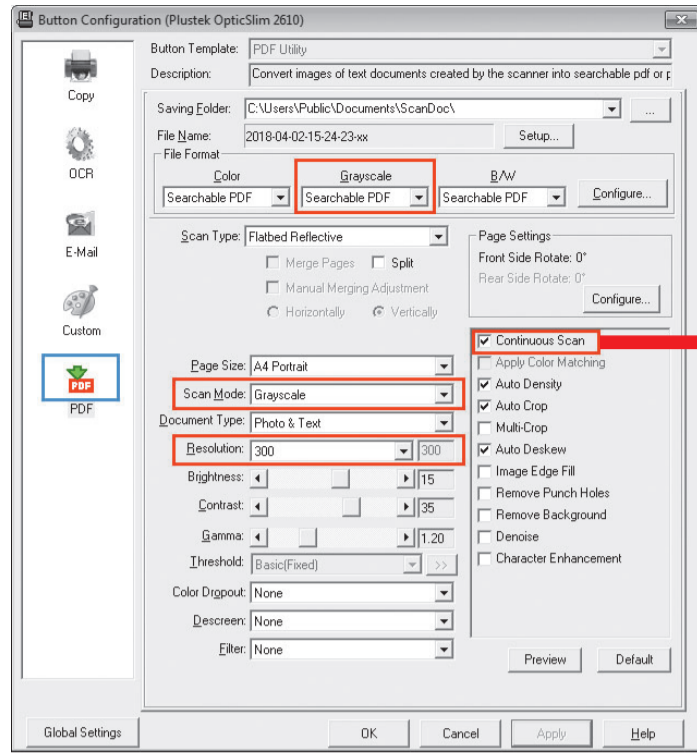 Button Configuration (Plustek OpticSlim 2610)
Copy
OCR
E-Mail
Custom
PDF
PDF
Button Template: PDF Utility
Description: Convert images of text documents created by the scanner into searchable pdf or p
Saving Folder: C:\Users\Public\Documents\ScanDoc\ ...
File Name: 2018-04-02-15-24-23-xx Setup...
File Format
Color Grayscale B/W
Searchable PDF Searchable PDF Searchable PDF Configure...
Scan Type: Flatbed Reflective
Merge Pages Split
Manual Merging Adjustment
Horizontally Vertically
Page Settings
Front Side Rotate: 0°
Rear Side Rotate: 0°
Configure...
Page Size: A4 Portrait
Scan Mode: Grayscale
Document Type: Photo & Text
Resolution: 300 300
Brightness: 15
Contrast: 35
Gamma: 1.20
Threshold: Basic(Fixed) >>
Color Dropout: None
Descreen: None
Filter: None
Continuous Scan
Apply Color Matching
Auto Density
Auto Crop
Multi-Crop
Auto Deskew
Image Edge Fill
Remove Punch Holes
Remove Background
Denoise
Character Enhancement
Preview Default
Global Settings OK Cancel Apply Help